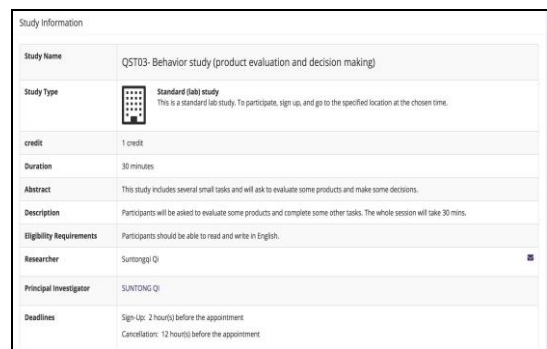 Study Information
Study Name
QST03- Behavior study (product evaluation and decision making)
Study Type
Standard (lab) study
This is a standard lab study. To participate, sign up, and go to the specified location at the chosen time.
credit
1 credit
Duration
30 minutes
Abstract
This study includes several small tasks and will ask to evaluate some products and make some decisions.
Description
Participants will be asked to evaluate some products and complete some other tasks. The whole session will take 30 mins.
Eligibility Requirements
Participants should be able to read and write in English.
Researcher
Suntongqi Qi
Principal Investigator
SUNTONG QI
Deadlines
Sign-Up: 2 hour(s) before the appointment
Cancellation: 12 hour(s) before the appointment